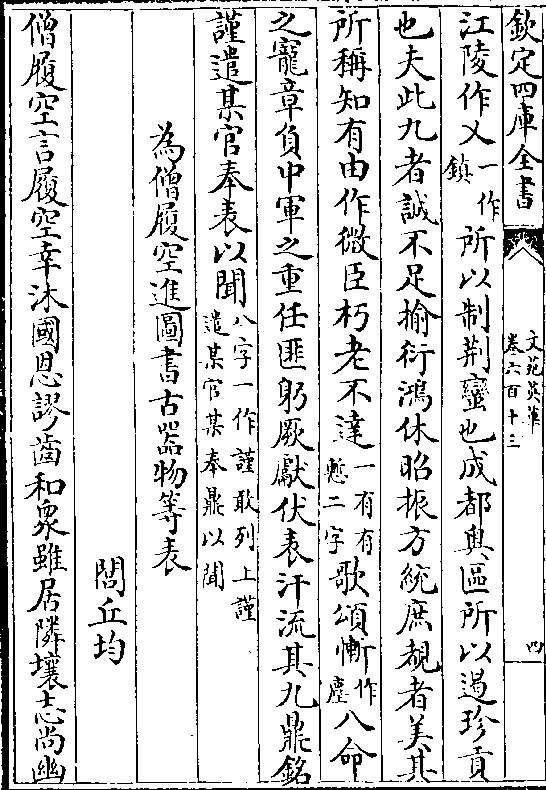 欽定四庫全書
文苑英華
卷六百十三
四
江陵作乂一作鎮所以制荆蠻也成都輿區所以遏珍貢
也夫此九者誠不足揄衍鴻休昭振方統庶覩者美其
所稱知有由作微臣朽老不達一有有慙二字歌頌慚作塵八命
之寵章負中軍之重任匪躬厥獻伏表汗流其九鼎銘
謹遣某官奉表以聞八字一作謹敢列上謹遣某官某奉鼎以聞
為僧履空進圖書古器物等表
閭丘均
僧履空言履空幸沐國恩謬齒和衆雖居隣壤志尚幽